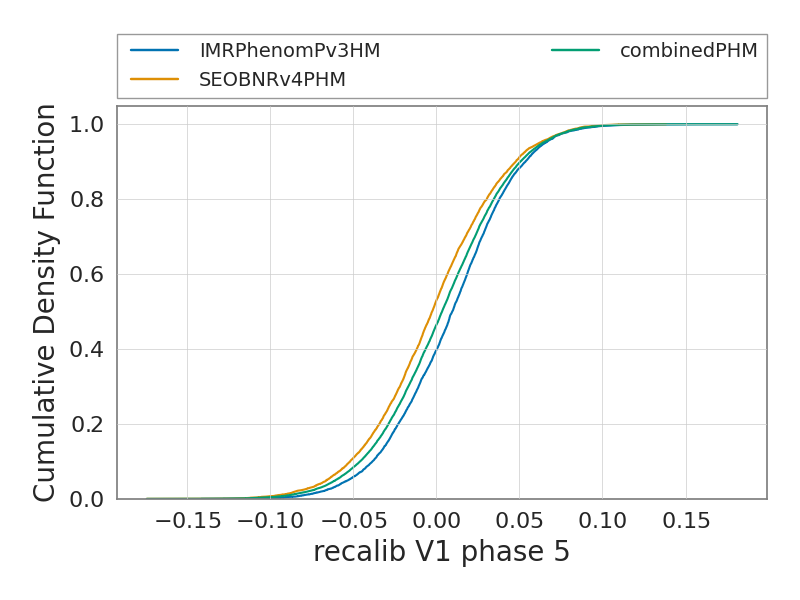 IMRPhenomPv3HM
SEOBNRv4PHM
combinedPHM
Cumulative Density Function
1.0
0.8
0.6
0.4
0.2
0.0
−0.15 −0.10 −0.05 0.00 0.05 0.10 0.15
recalib V1 phase 5